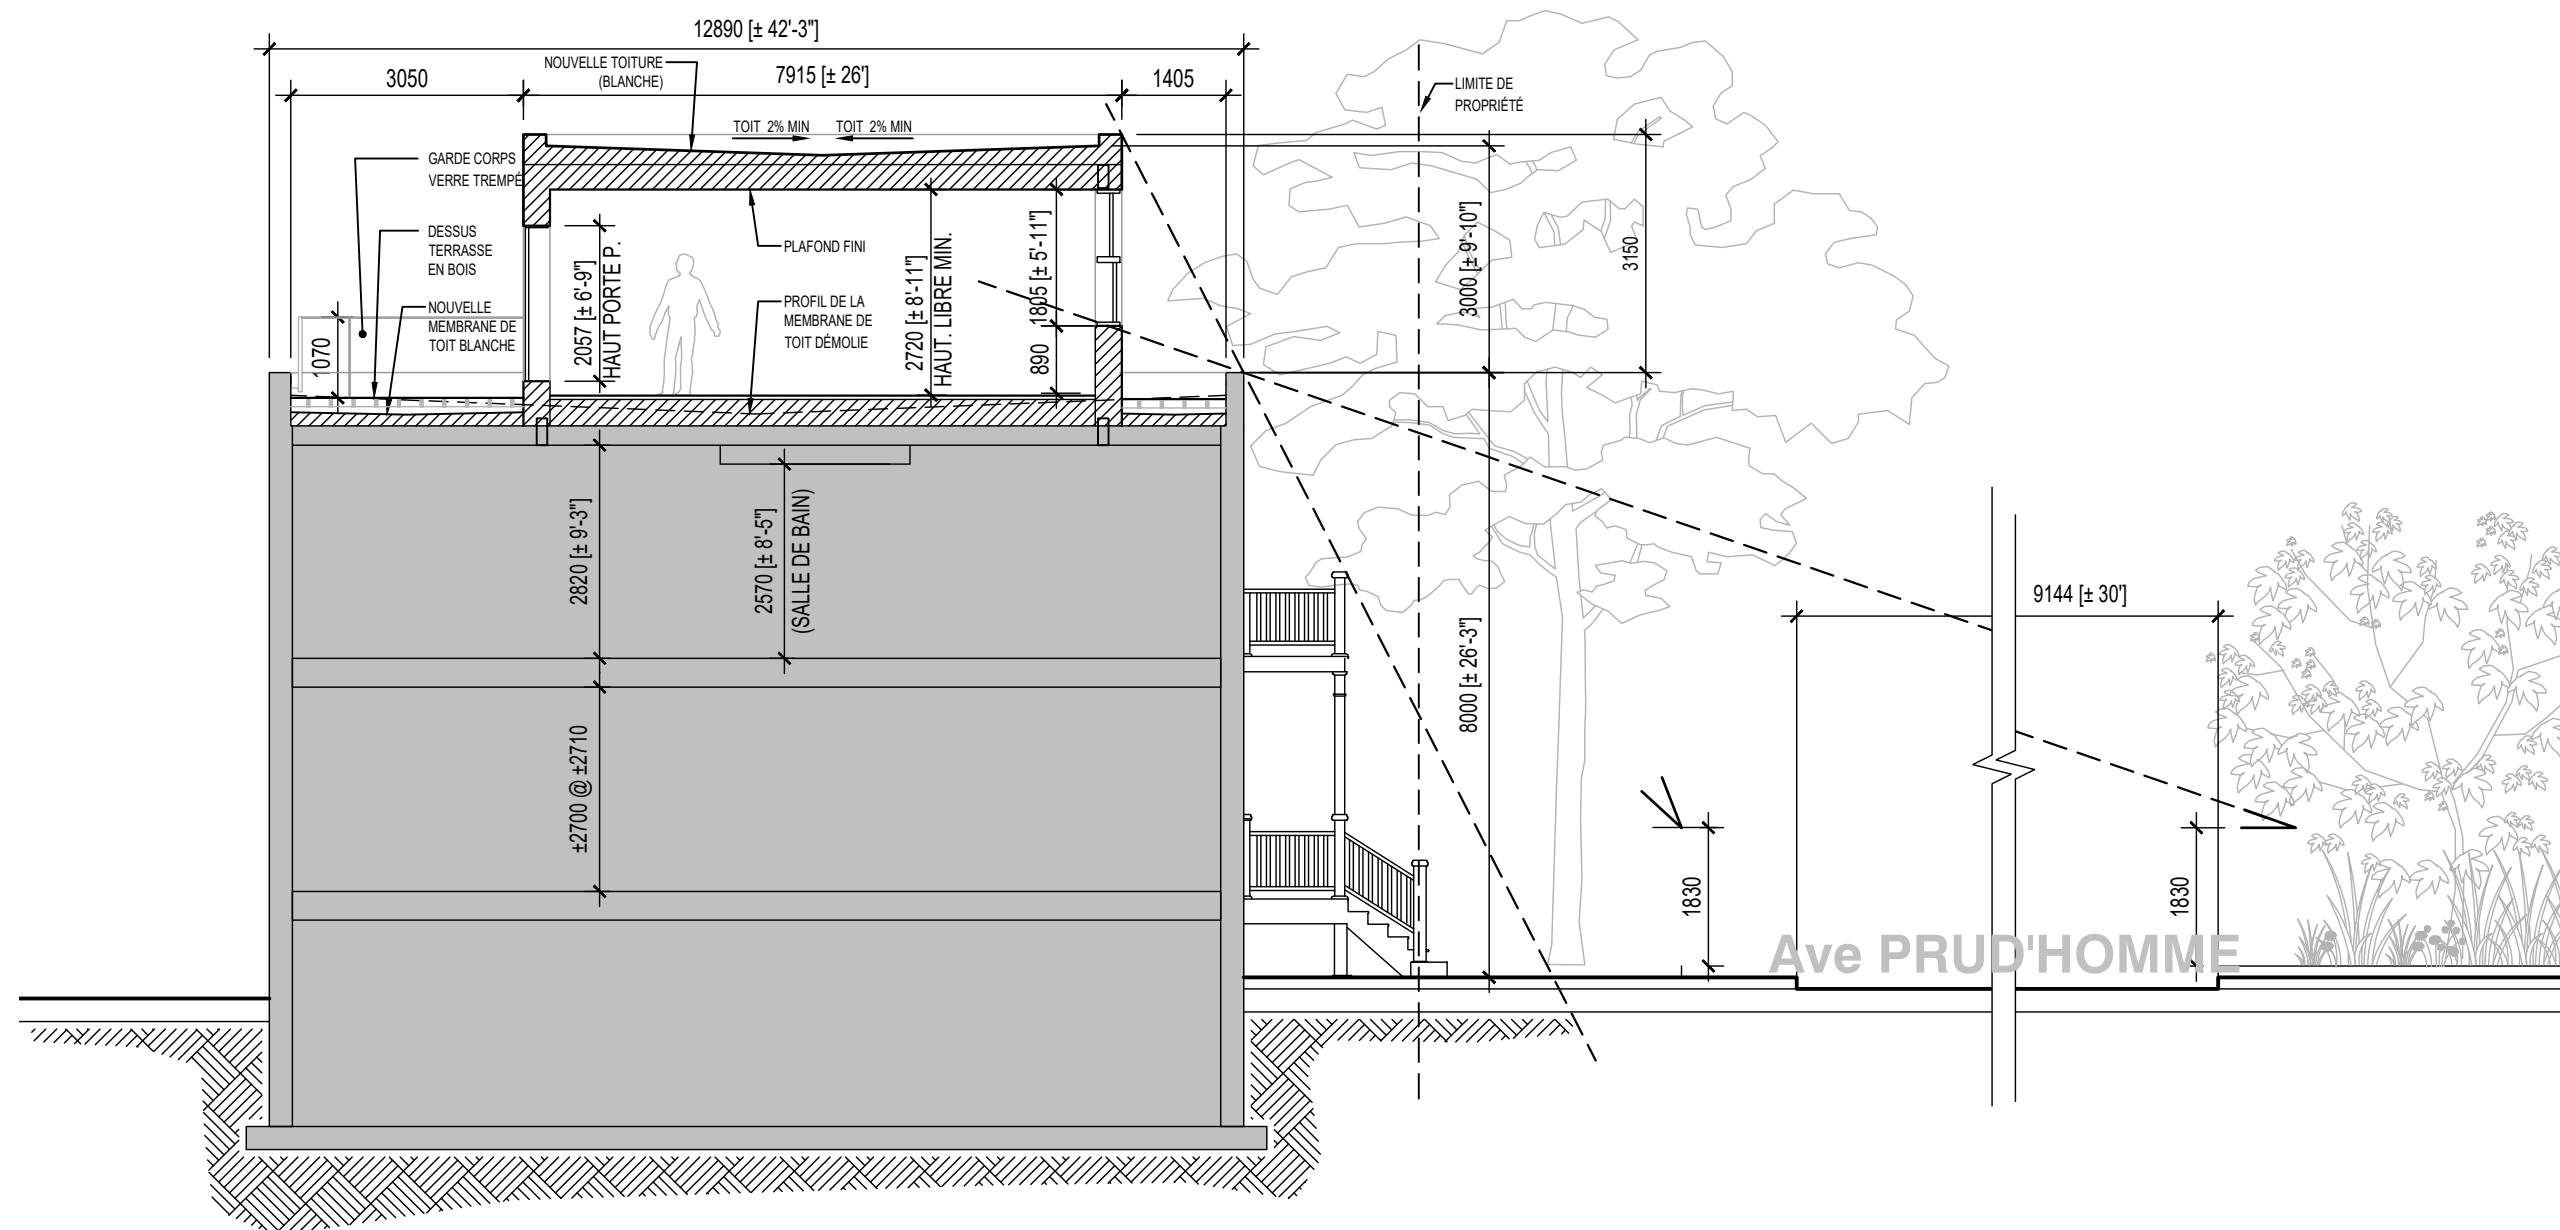 12890 [± 42'-3"]
3050
7915 [± 26']
1405
NOUVELLE TOITURE
(BLANCHE)
TOIT 2% MIN
TOIT 2% MIN
LIMITE DE
PROPRIÉTÉ
GARDE CORPS
VERRE TREMPÉ
DESSUS
TERRASSE
EN BOIS
NOUVELLE
MEMBRANE DE
TOIT BLANCHE
1070
2057 [± 6'-9"]
HAUT PORTE P.
PLAFOND FINI
PROFIL DE LA
MEMBRANE DE
TOIT DÉMOLIE
2720 [± 8'-11"]
HAUT. LIBRE MIN.
1805 [± 5'-11"]
890
3000 [± 9'-10"]
3150
2820 [± 9'-3"]
2570 [± 8'-5"]
(SALLE DE BAIN)
±2700 @ ±2710
8000 [± 26'-3"]
9144 [± 30']
1830
1830
Ave PRUD'HOMME